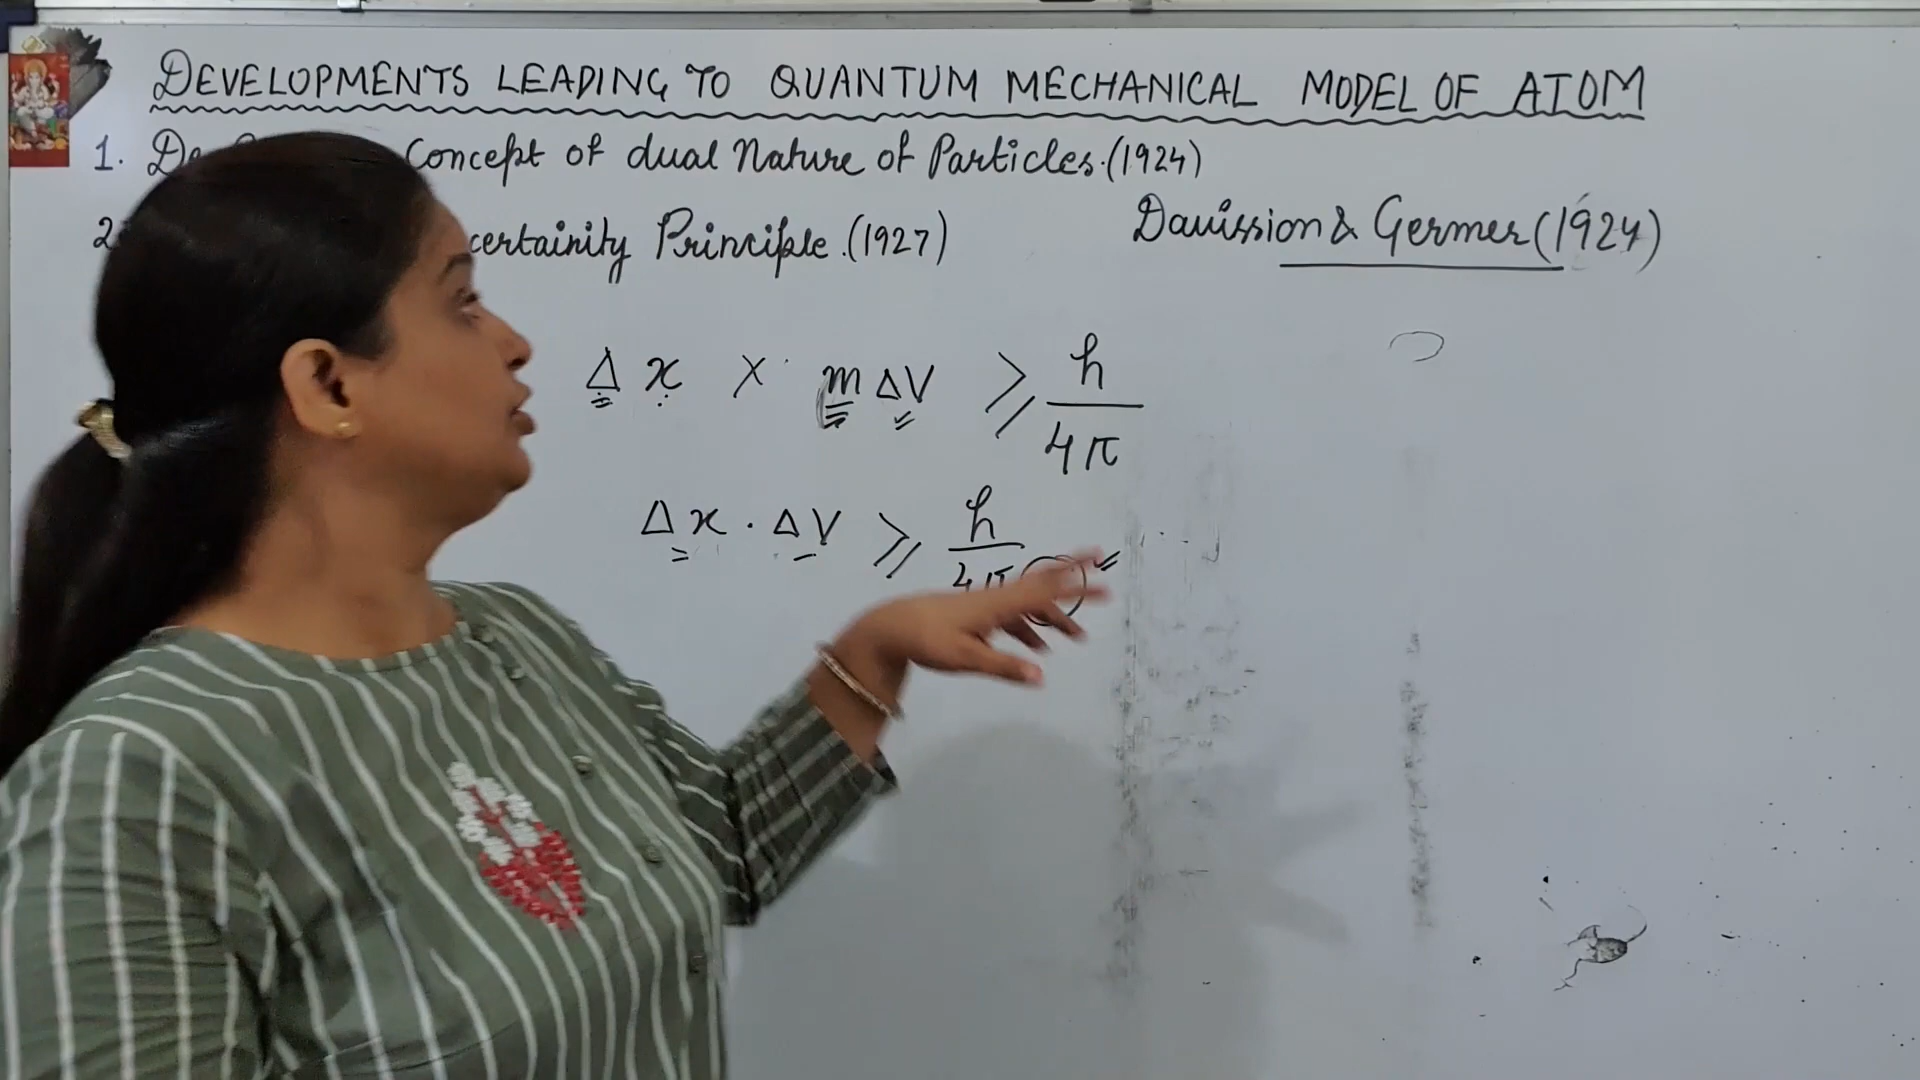 DEVELOPMENTS LEADING TO QUANTUM MECHANICAL MODEL OF ATOM
1. De Concept of dual Nature of Particles.(1924)
2 certainity Principle.(1927)
Davission & Germer (1924)
Δx × mΔV ⩾ h/4π
Δx . ΔV ⩾ h/4π